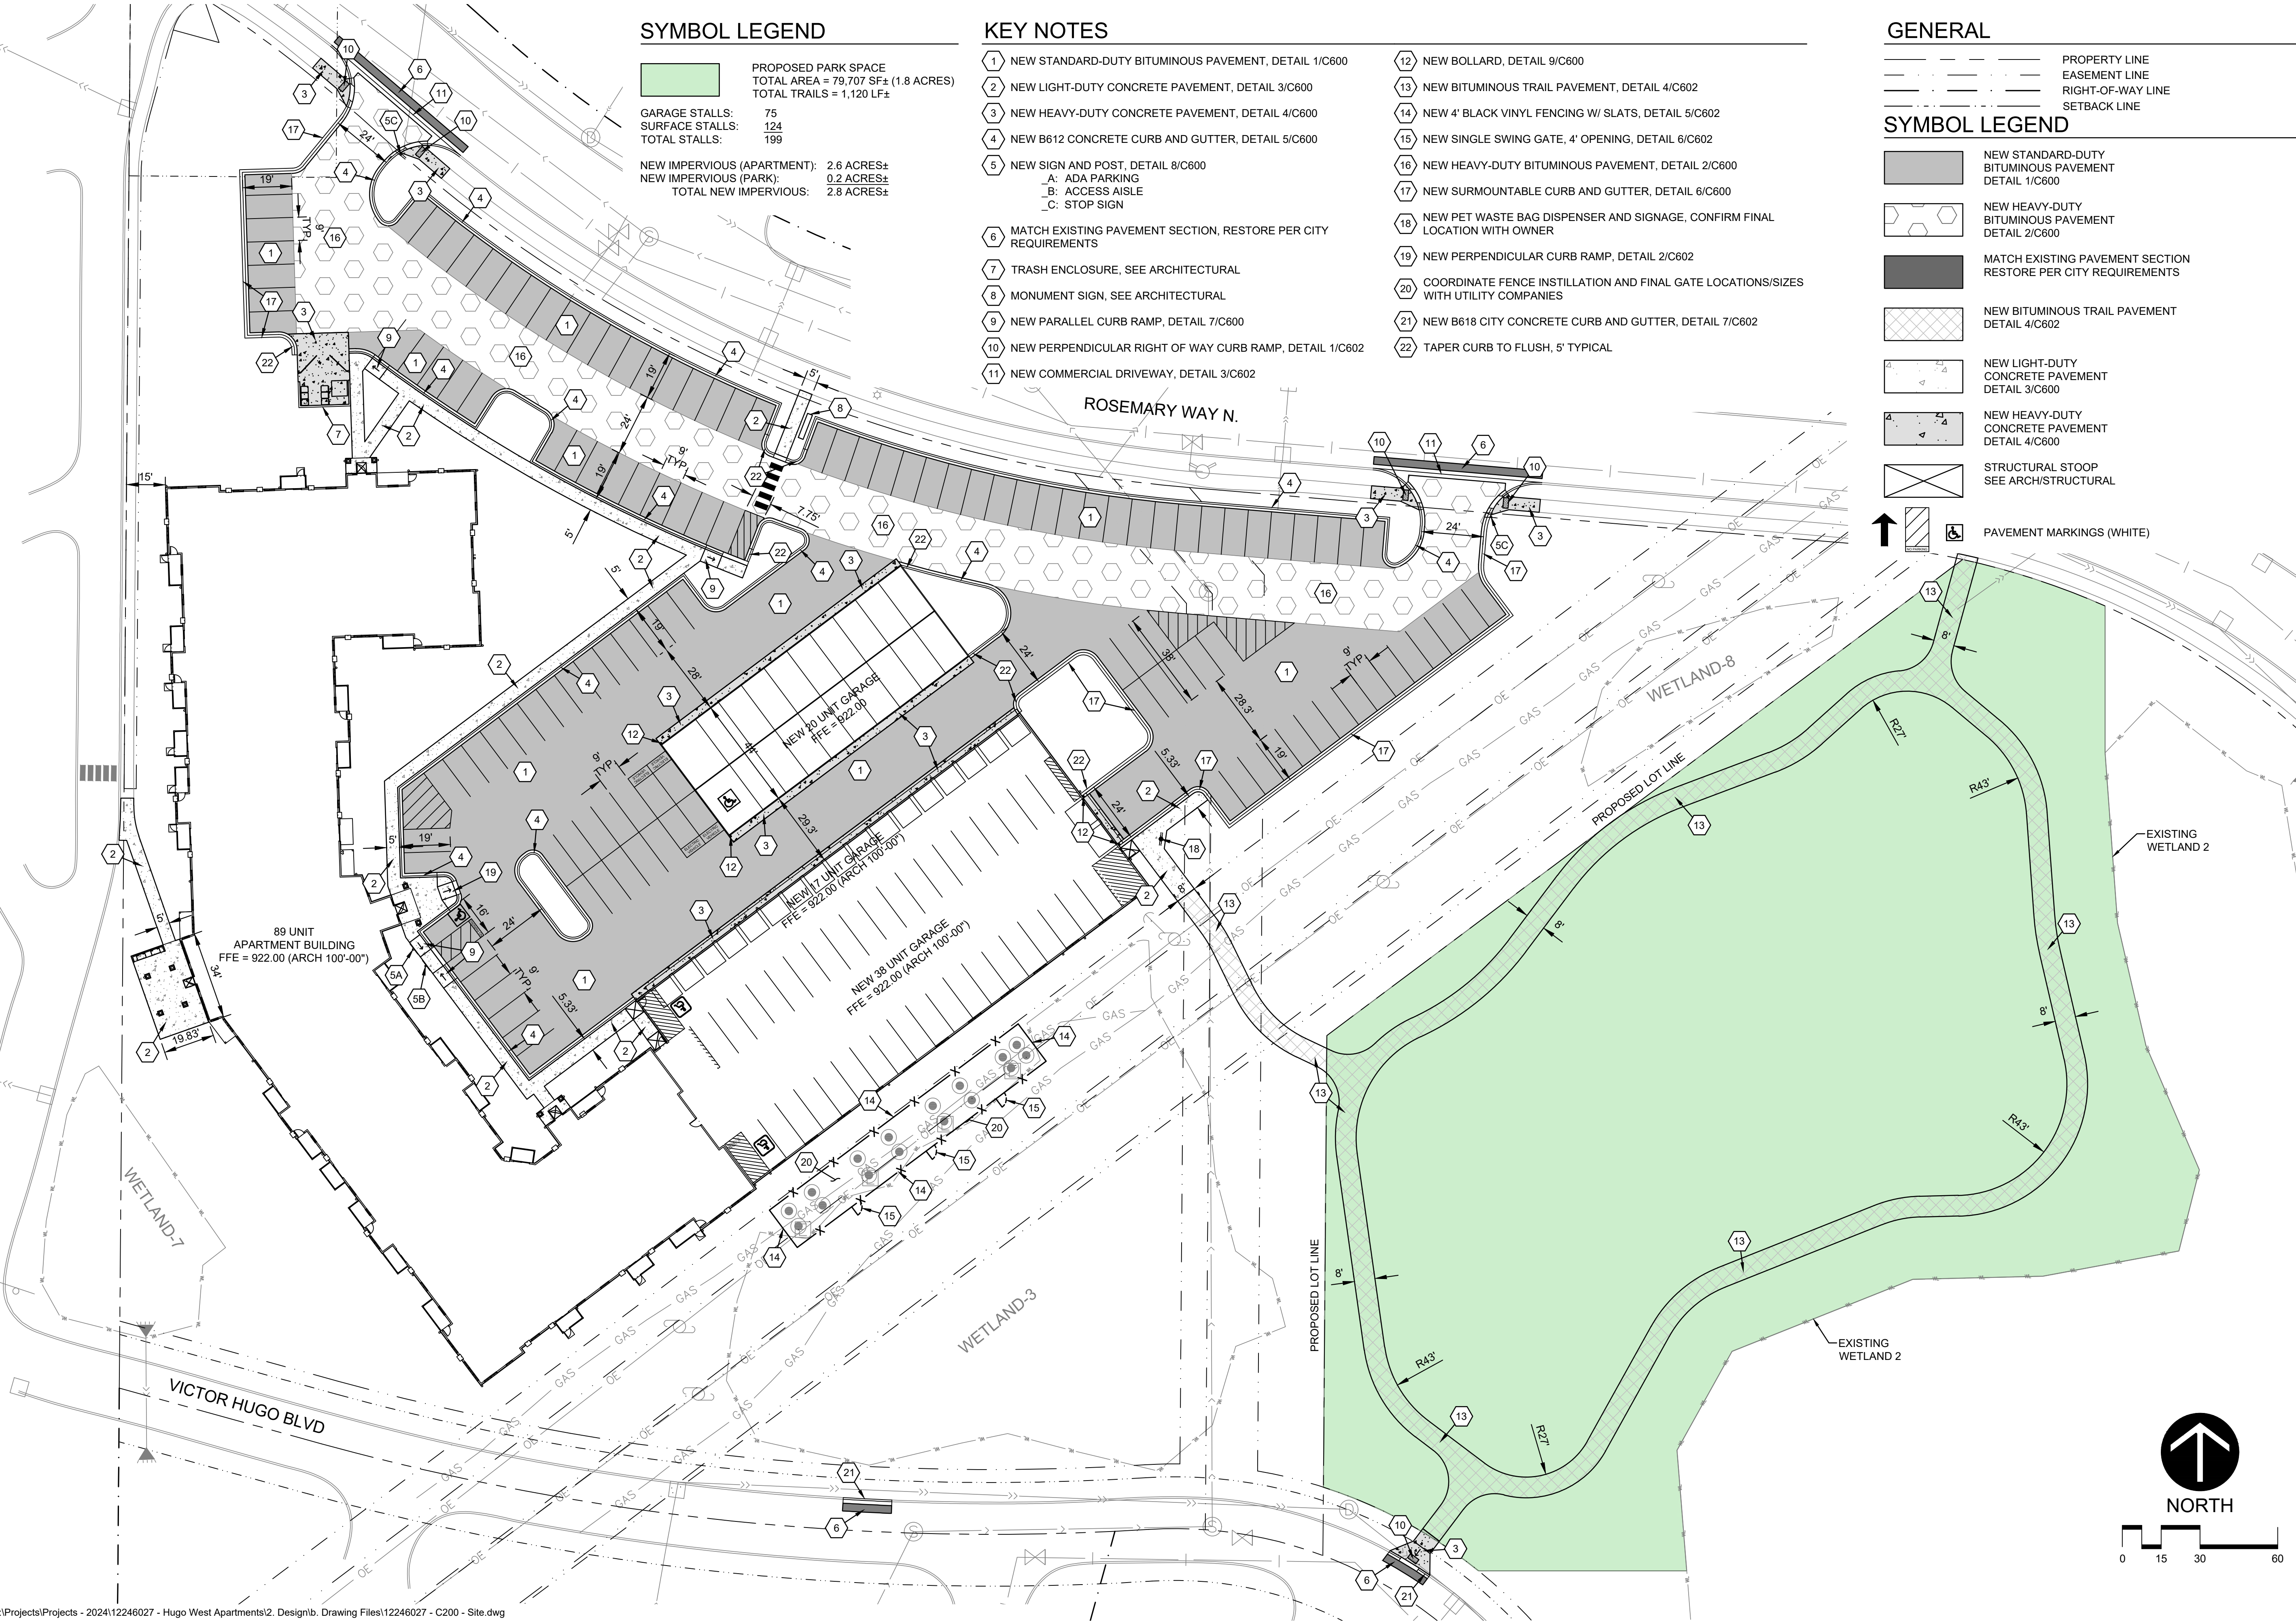 SYMBOL LEGEND
PROPOSED PARK SPACE
TOTAL AREA = 79,707 SF± (1.8 ACRES)
TOTAL TRAILS = 1,120 LF±
GARAGE STALLS: 75
SURFACE STALLS: 124
TOTAL STALLS: 199
NEW IMPERVIOUS (APARTMENT): 2.6 ACRES±
NEW IMPERVIOUS (PARK): 0.2 ACRES±
TOTAL NEW IMPERVIOUS: 2.8 ACRES±
KEY NOTES
1 NEW STANDARD-DUTY BITUMINOUS PAVEMENT, DETAIL 1/C600
2 NEW LIGHT-DUTY CONCRETE PAVEMENT, DETAIL 3/C600
3 NEW HEAVY-DUTY CONCRETE PAVEMENT, DETAIL 4/C600
4 NEW B612 CONCRETE CURB AND GUTTER, DETAIL 5/C600
5 NEW SIGN AND POST, DETAIL 8/C600
_A: ADA PARKING
_B: ACCESS AISLE
_C: STOP SIGN
6 MATCH EXISTING PAVEMENT SECTION, RESTORE PER CITY
REQUIREMENTS
7 TRASH ENCLOSURE, SEE ARCHITECTURAL
8 MONUMENT SIGN, SEE ARCHITECTURAL
9 NEW PARALLEL CURB RAMP, DETAIL 7/C600
10 NEW PERPENDICULAR RIGHT OF WAY CURB RAMP, DETAIL 1/C602
11 NEW COMMERCIAL DRIVEWAY, DETAIL 3/C602
12 NEW BOLLARD, DETAIL 9/C600
13 NEW BITUMINOUS TRAIL PAVEMENT, DETAIL 4/C602
14 NEW 4' BLACK VINYL FENCING W/ SLATS, DETAIL 5/C602
15 NEW SINGLE SWING GATE, 4' OPENING, DETAIL 6/C602
16 NEW HEAVY-DUTY BITUMINOUS PAVEMENT, DETAIL 2/C600
17 NEW SURMOUNTABLE CURB AND GUTTER, DETAIL 6/C600
18 NEW PET WASTE BAG DISPENSER AND SIGNAGE, CONFIRM FINAL
LOCATION WITH OWNER
19 NEW PERPENDICULAR CURB RAMP, DETAIL 2/C602
20 COORDINATE FENCE INSTILLATION AND FINAL GATE LOCATIONS/SIZES
WITH UTILITY COMPANIES
21 NEW B618 CITY CONCRETE CURB AND GUTTER, DETAIL 7/C602
22 TAPER CURB TO FLUSH, 5' TYPICAL
GENERAL
PROPERTY LINE
EASEMENT LINE
RIGHT-OF-WAY LINE
SETBACK LINE
SYMBOL LEGEND
NEW STANDARD-DUTY
BITUMINOUS PAVEMENT
DETAIL 1/C600
NEW HEAVY-DUTY
BITUMINOUS PAVEMENT
DETAIL 2/C600
MATCH EXISTING PAVEMENT SECTION
RESTORE PER CITY REQUIREMENTS
NEW BITUMINOUS TRAIL PAVEMENT
DETAIL 4/C602
NEW LIGHT-DUTY
CONCRETE PAVEMENT
DETAIL 3/C600
NEW HEAVY-DUTY
CONCRETE PAVEMENT
DETAIL 4/C600
STRUCTURAL STOOP
SEE ARCH/STRUCTURAL
PAVEMENT MARKINGS (WHITE)
ROSEMARY WAY N.
WETLAND-8
PROPOSED LOT LINE
NEW 20 UNIT GARAGE
FFE = 922.00
NEW 17 UNIT GARAGE
FFE = 922.00 (ARCH 100'-00")
NEW 38 UNIT GARAGE
FFE = 922.00 (ARCH 100'-00")
89 UNIT
APARTMENT BUILDING
FFE = 922.00 (ARCH 100'-00")
EXISTING
WETLAND 2
WETLAND-7
WETLAND-3
PROPOSED LOT LINE
EXISTING
WETLAND 2
VICTOR HUGO BLVD
NORTH
0 15 30 60
:\Projects\Projects - 2024\12246027 - Hugo West Apartments\2. Design\b. Drawing Files\12246027 - C200 - Site.dwg